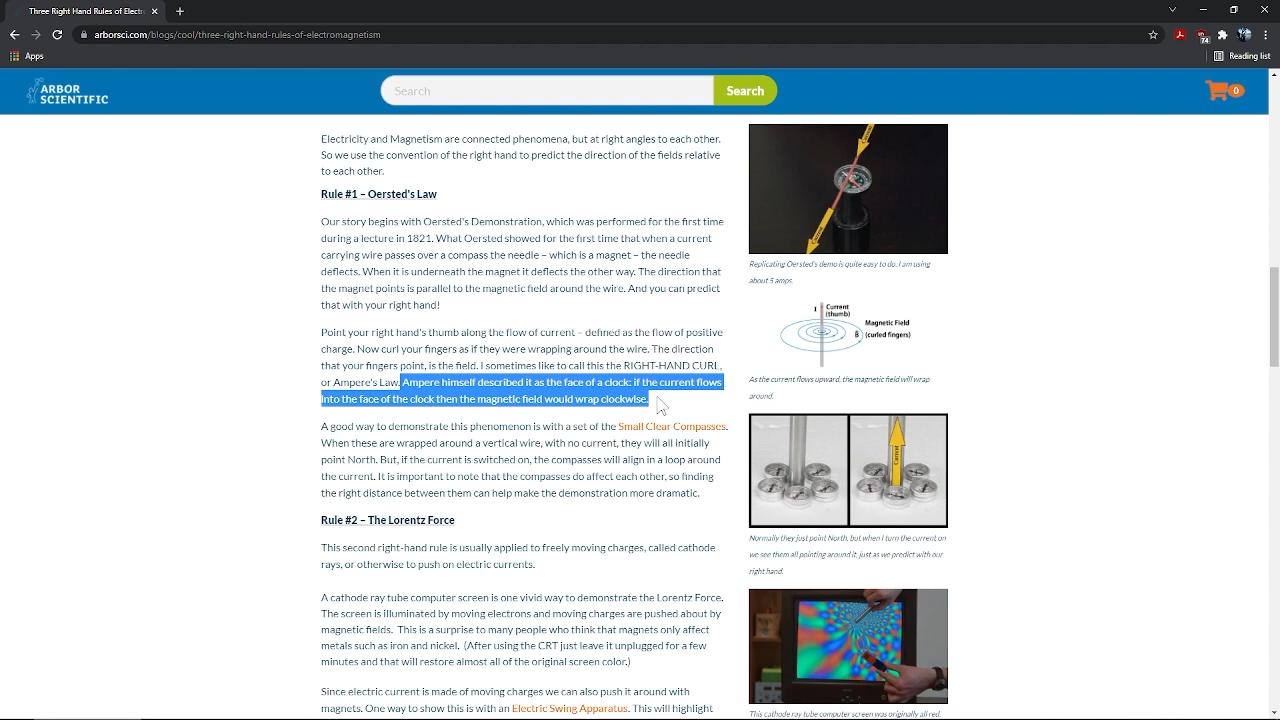 Three Right Hand Rules of Electr
arborsci.com/blogs/cool/three-right-hand-rules-of-electromagnetism
Apps
Reading list
ARBOR
SCIENTIFIC
Search
Search
0
Electricity and Magnetism are connected phenomena, but at right angles to each other.
So we use the convention of the right hand to predict the direction of the fields relative
to each other.
Rule #1 – Oersted's Law
Our story begins with Oersted's Demonstration, which was performed for the first time
during a lecture in 1821. What Oersted showed for the first time that when a current
carrying wire passes over a compass the needle – which is a magnet – the needle
deflects. When it is underneath the magnet it deflects the other way. The direction that
the magnet points is parallel to the magnetic field around the wire. And you can predict
that with your right hand!
Point your right hand's thumb along the flow of current – defined as the flow of positive
charge. Now curl your fingers as if they were wrapping around the wire. The direction
that your fingers point, is the field. I sometimes like to call this the RIGHT-HAND CURL,
or Ampere's Law. Ampere himself described it as the face of a clock: if the current flows
into the face of the clock then the magnetic field would wrap clockwise.
A good way to demonstrate this phenomenon is with a set of the Small Clear Compasses.
When these are wrapped around a vertical wire, with no current, they will all initially
point North. But, if the current is switched on, the compasses will align in a loop around
the current. It is important to note that the compasses do affect each other, so finding
the right distance between them can help make the demonstration more dramatic.
Rule #2 – The Lorentz Force
This second right-hand rule is usually applied to freely moving charges, called cathode
rays or otherwise to push on electric currents.
A cathode ray tube computer screen is one vivid way to demonstrate the Lorentz Force.
The screen is illuminated by moving electrons and moving charges are pushed about by
magnetic fields. This is a surprise to many people who think that magnets only affect
metals such as iron and nickel. (After using the CRT just leave it unplugged for a few
minutes and that will restore almost all of the original screen color.)
Since electric current is made of moving charges we can also push it around with
magnets. One way to show this is with an Electric Swing Apparatus. This will highlight
Current
Current
Replicating Oersted's demo is quite easy to do. I am using
about 5 amps.
I
Current
(thumb)
Magnetic Field
B (curled fingers)
As the current flows upward, the magnetic field will wrap
around.
Current
Normally they just point North, but when I turn the current on
we see them all pointing around it, just as we predict with our
right hand.
This cathode ray tube computer screen was originally all red.